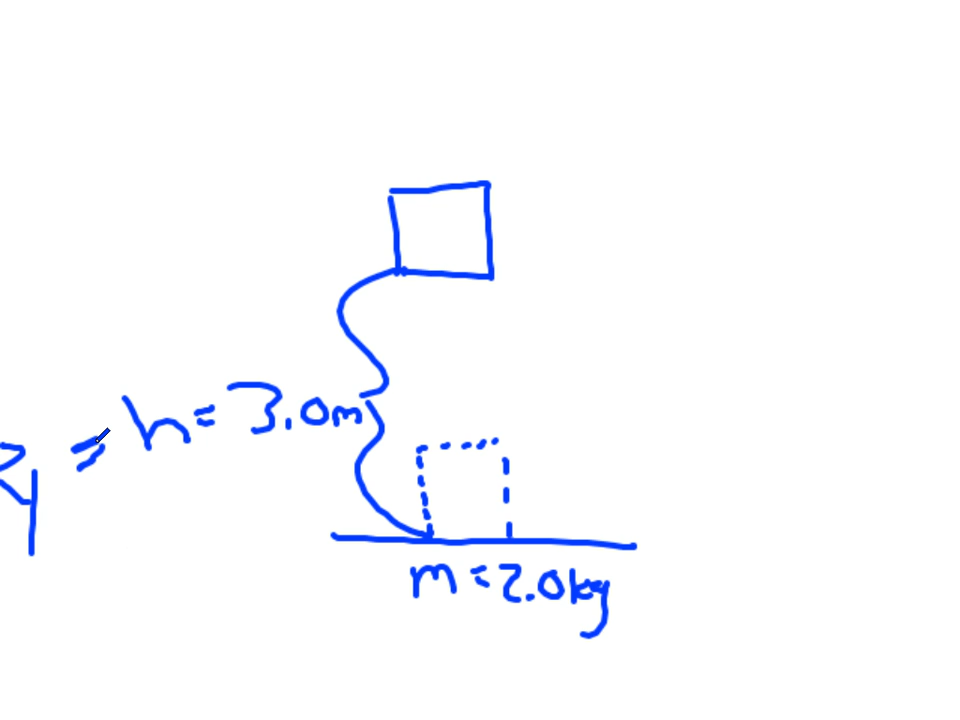 y = h = 3.0m
m = 2.0kg